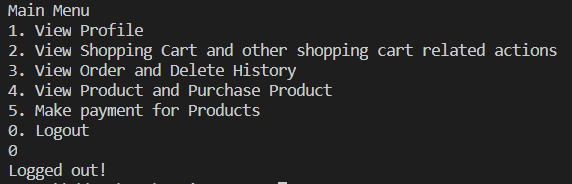 Main Menu
1. View Profile
2. View Shopping Cart and other shopping cart related actions
3. View Order and Delete History
4. View Product and Purchase Product
5. Make payment for Products
0. Logout
0
Logged out!